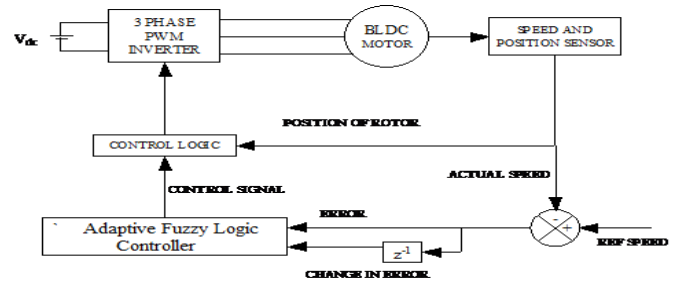 3 PHASE
PWM
INVERTER
BLDC
MOTOR
SPEED AND
POSITION SENSOR
Vdc
POSITION OF ROTOR
CONTROL LOGIC
ACTUAL SPEED
CONTROL SIGNAL
ERROR
` Adaptive Fuzzy Logic
Controller
-
+
REF SPEED
z-1
CHANGE IN ERROR